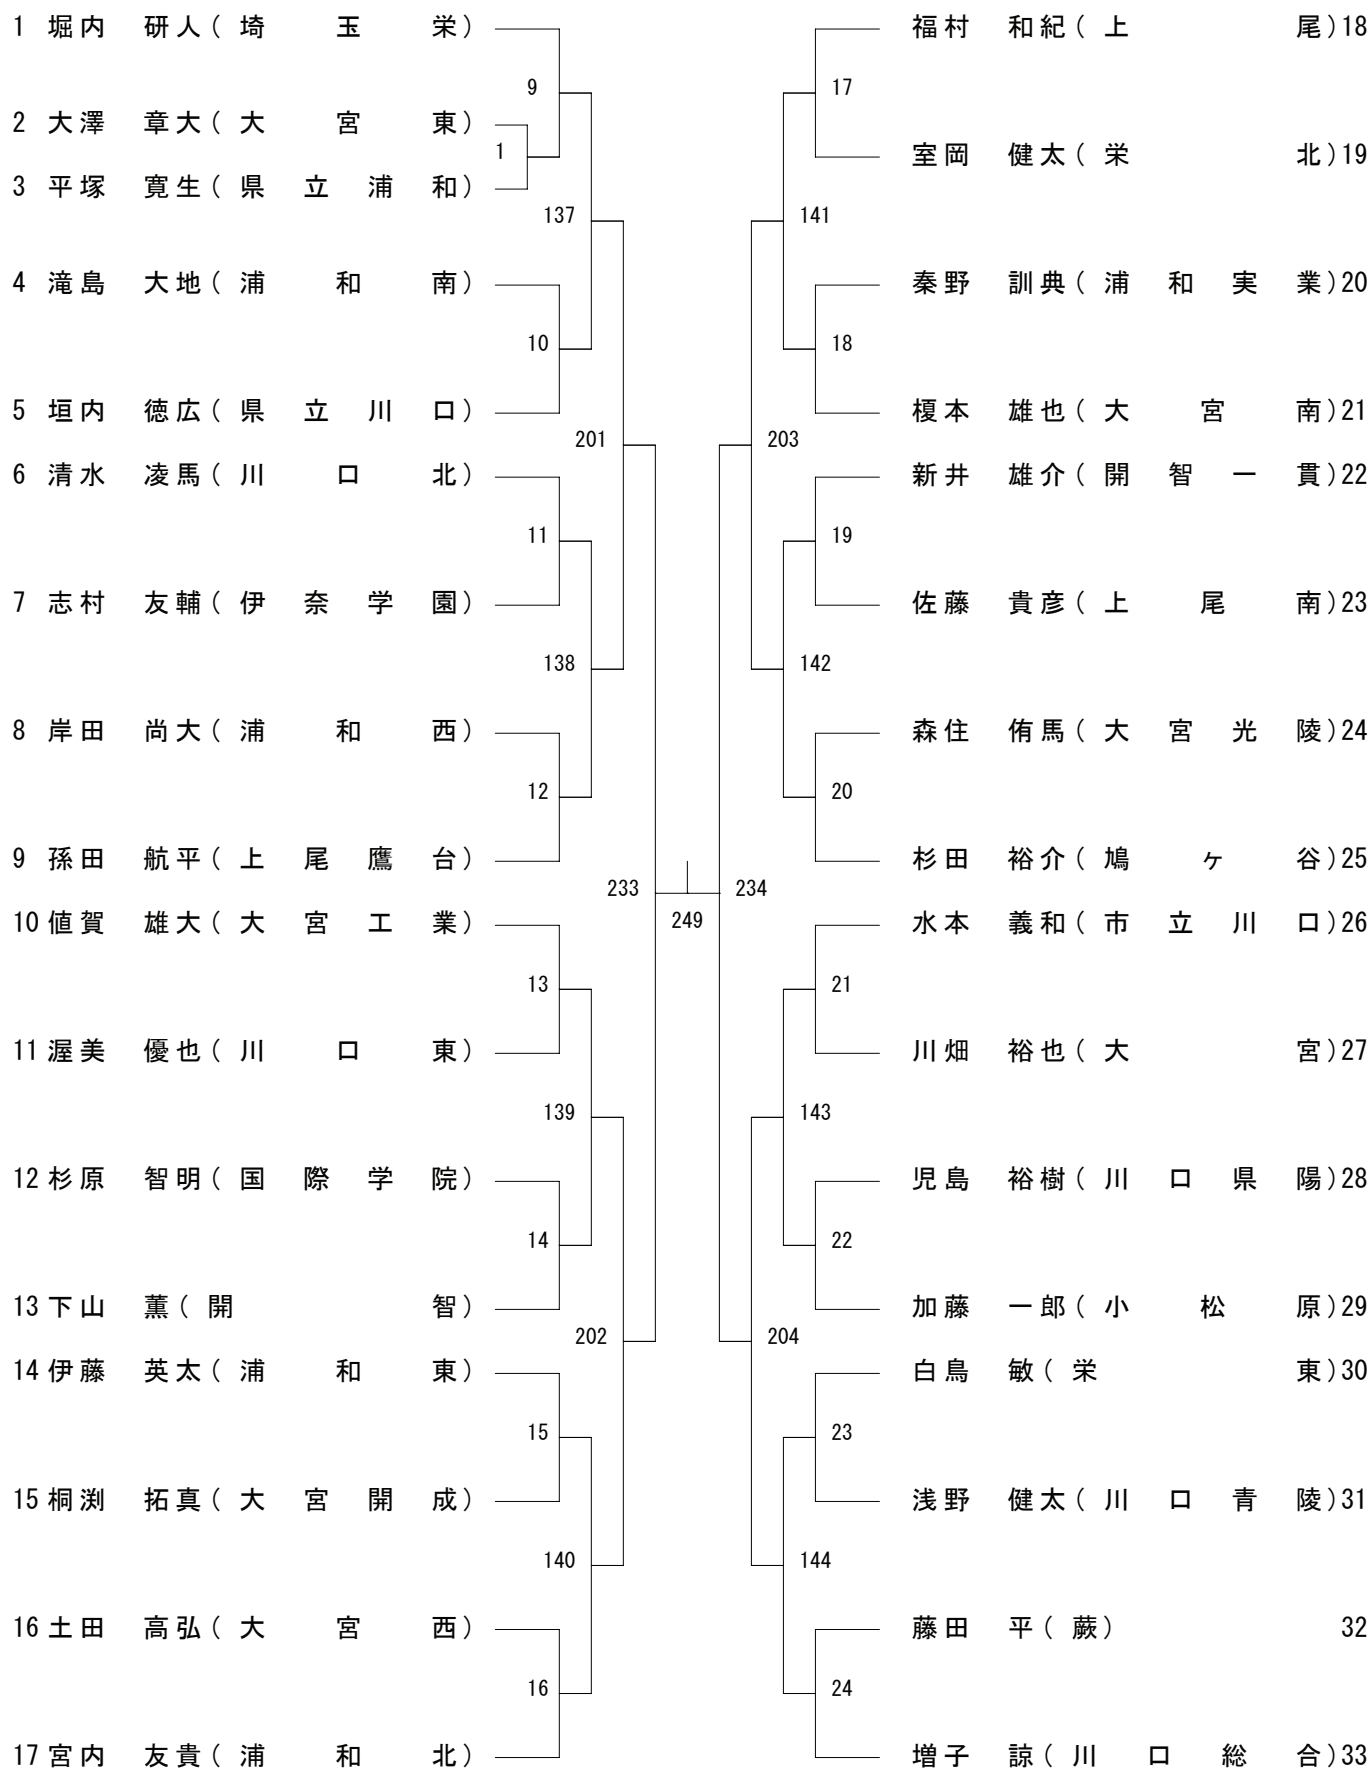 1 堀内 研人(埼玉栄)
9
2 大澤 章大(大宮東)
1
3 平塚 寛生(県立浦和)
137
4 滝島 大地(浦和南)
10
5 垣内 徳広(県立川口)
201
6 清水 凌馬(川口北)
11
7 志村 友輔(伊奈学園)
138
8 岸田 尚大(浦和西)
12
9 孫田 航平(上尾鷹台)
233
10 値賀 雄大(大宮工業)
13
11 渥美 優也(川口東)
139
12 杉原 智明(国際学院)
14
13 下山 薫(開智)
202
14 伊藤 英太(浦和東)
15
15 桐渕 拓真(大宮開成)
140
16 土田 高弘(大宮西)
16
17 宮内 友貴(浦和北)
249
福村 和紀(上尾)18
17
室岡 健太(栄北)19
141
秦野 訓典(浦和実業)20
18
榎本 雄也(大宮南)21
203
新井 雄介(開智一貫)22
19
佐藤 貴彦(上尾南)23
142
森住 侑馬(大宮光陵)24
20
杉田 裕介(鳩ヶ谷)25
234
水本 義和(市立川口)26
21
川畑 裕也(大宮)27
143
児島 裕樹(川口県陽)28
22
加藤 一郎(小松原)29
204
白鳥 敏(栄東)30
23
浅野 健太(川口青陵)31
144
藤田 平(蕨) 32
24
増子 諒(川口総合)33